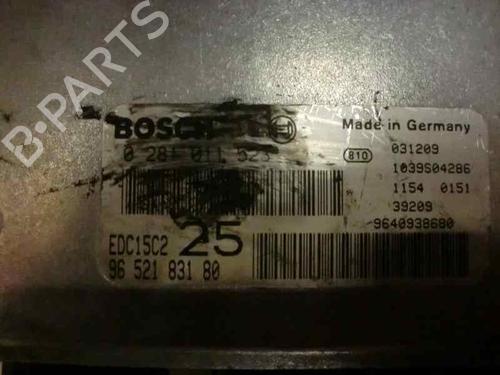 B-PARTS
BOSCH
Made in Germany
0 281 011 523
810
031209
1039S04286
1154 0151
39209
9640938680
EDC15C2 25
96 521 831 80